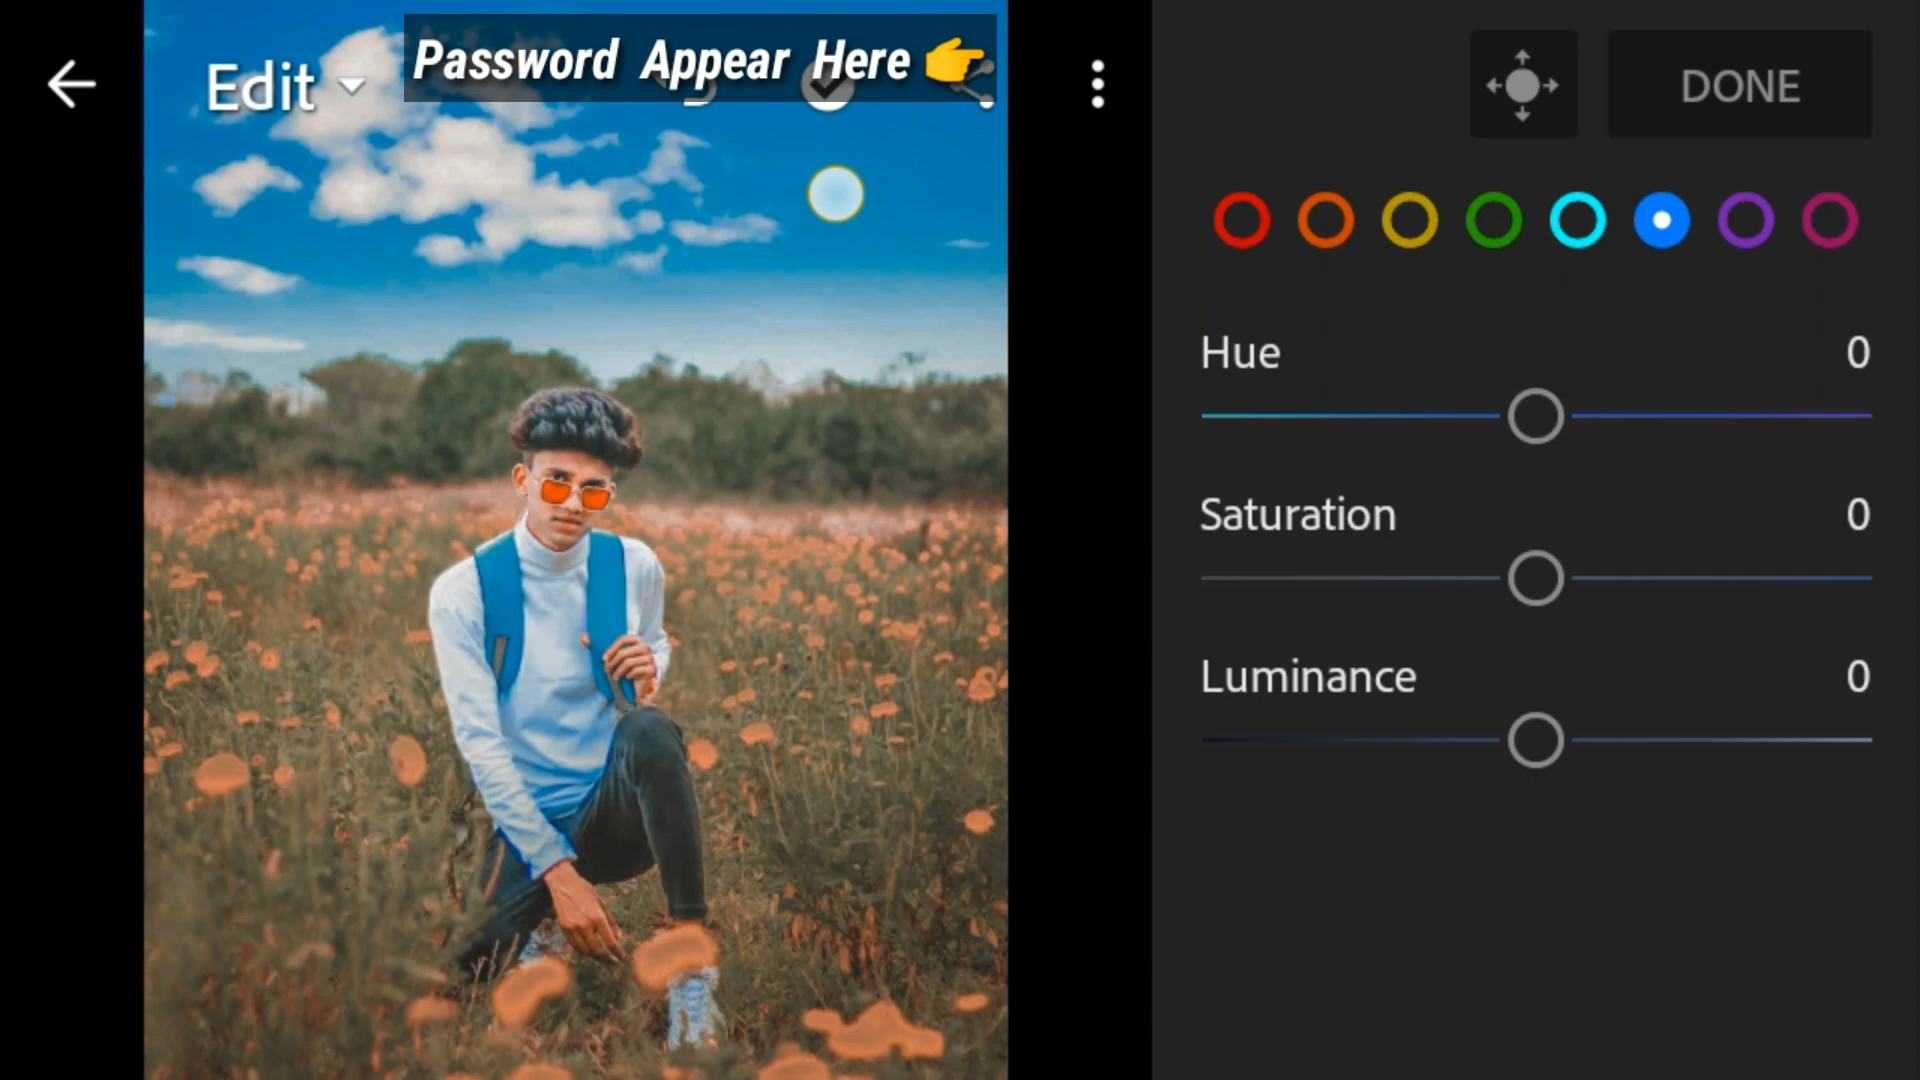 Edit
Password Appear Here 👉
DONE
Hue 0
Saturation 0
Luminance 0